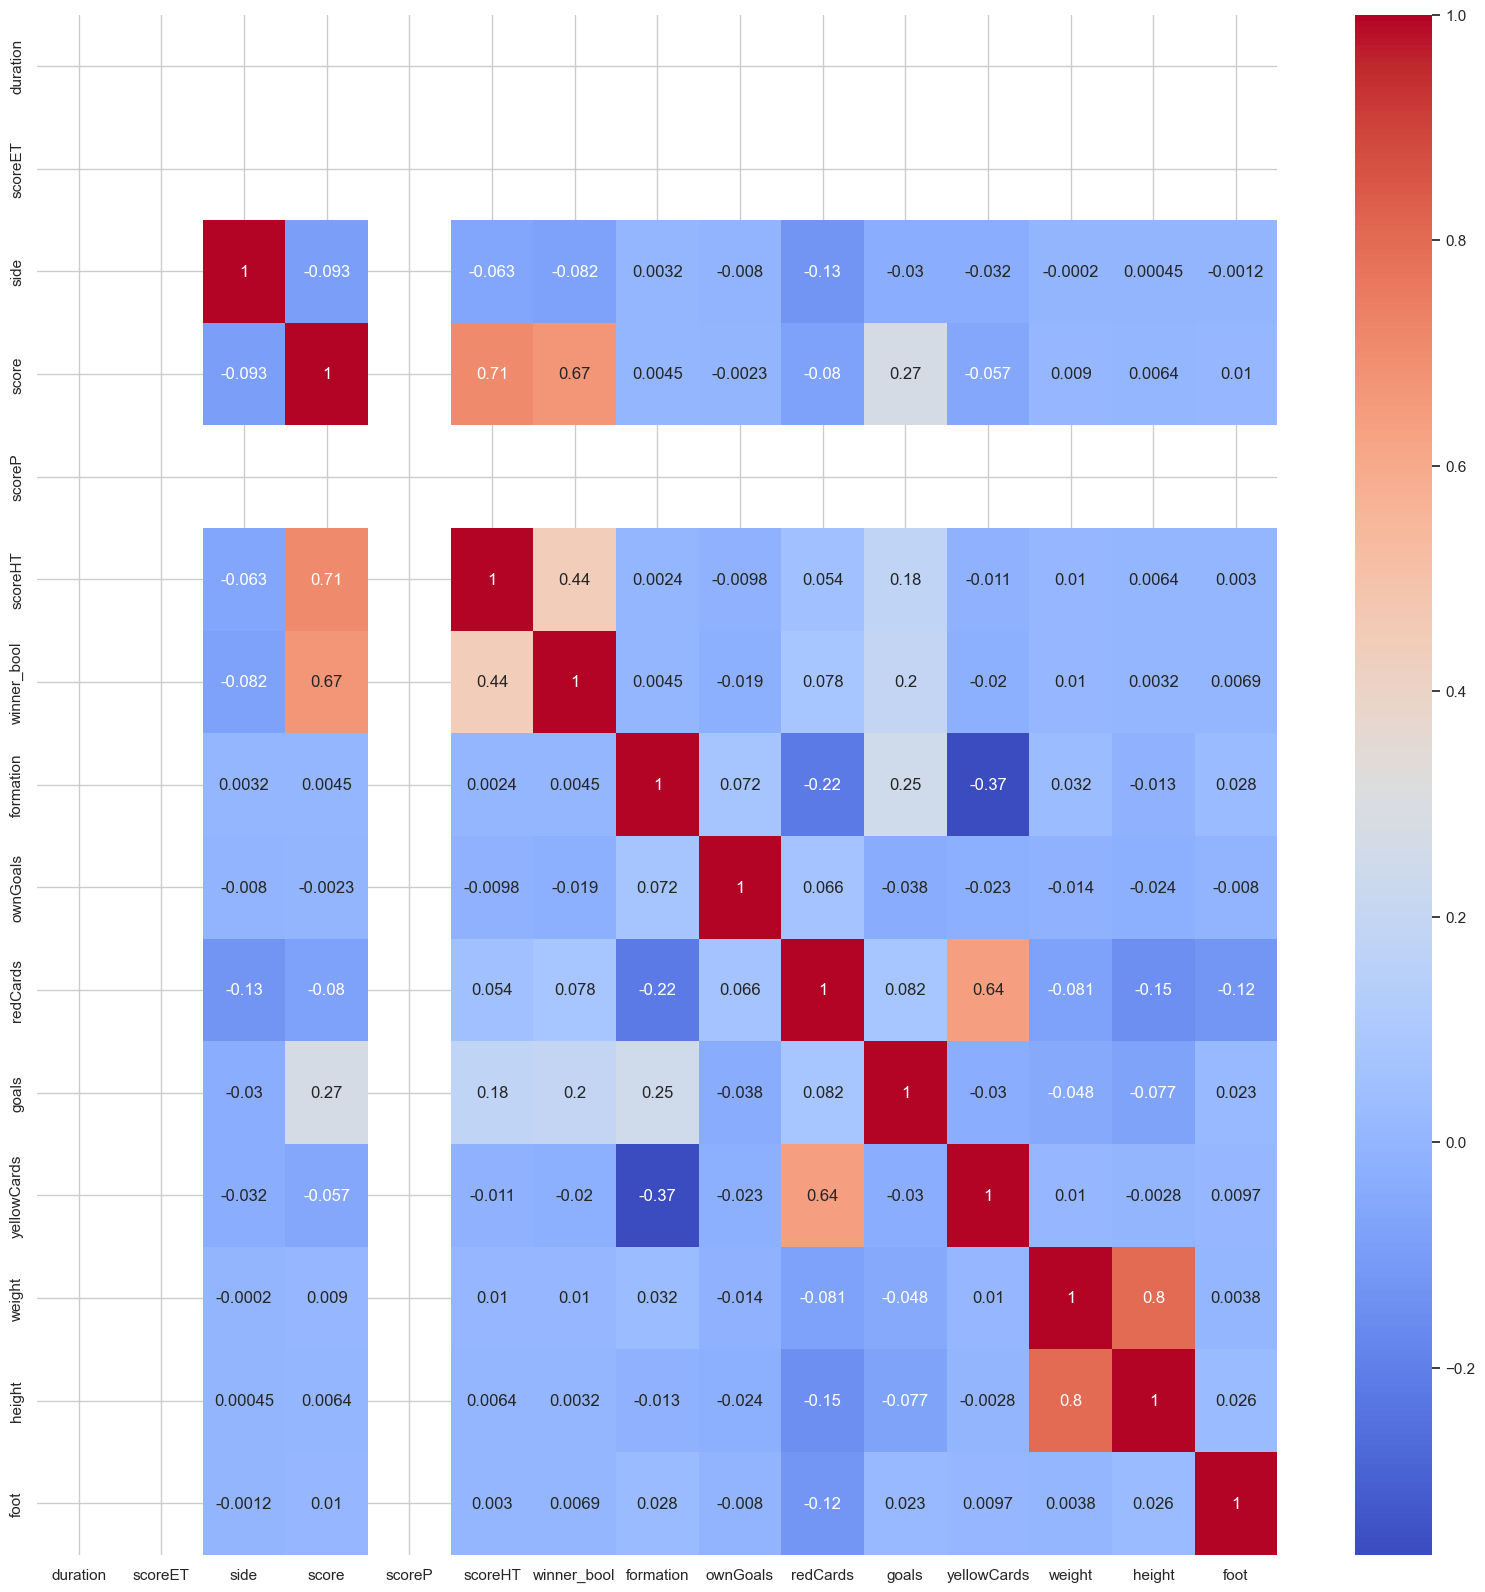 duration
scoreET
side 1 -0.093 -0.063 -0.082 0.0032 -0.008 -0.13 -0.03 -0.032 -0.0002 0.00045 -0.0012
score -0.093 1 0.71 0.67 0.0045 -0.0023 -0.08 0.27 -0.057 0.009 0.0064 0.01
scoreP
scoreHT -0.063 0.71 1 0.44 0.0024 -0.0098 0.054 0.18 -0.011 0.01 0.0064 0.003
winner_bool -0.082 0.67 0.44 1 0.0045 -0.019 0.078 0.2 -0.02 0.01 0.0032 0.0069
formation 0.0032 0.0045 0.0024 0.0045 1 0.072 -0.22 0.25 -0.37 0.032 -0.013 0.028
ownGoals -0.008 -0.0023 -0.0098 -0.019 0.072 1 0.066 -0.038 -0.023 -0.014 -0.024 -0.008
redCards -0.13 -0.08 0.054 0.078 -0.22 0.066 1 0.082 0.64 -0.081 -0.15 -0.12
goals -0.03 0.27 0.18 0.2 0.25 -0.038 0.082 1 -0.03 -0.048 -0.077 0.023
yellowCards -0.032 -0.057 -0.011 -0.02 -0.37 -0.023 0.64 -0.03 1 0.01 -0.0028 0.0097
weight -0.0002 0.009 0.01 0.01 0.032 -0.014 -0.081 -0.048 0.01 1 0.8 0.0038
height 0.00045 0.0064 0.0064 0.0032 -0.013 -0.024 -0.15 -0.077 -0.0028 0.8 1 0.026
foot -0.0012 0.01 0.003 0.0069 0.028 -0.008 -0.12 0.023 0.0097 0.0038 0.026 1
duration scoreET side score scoreP scoreHT winner_bool formation ownGoals redCards goals yellowCards weight height foot
1.0
0.8
0.6
0.4
0.2
0.0
−0.2